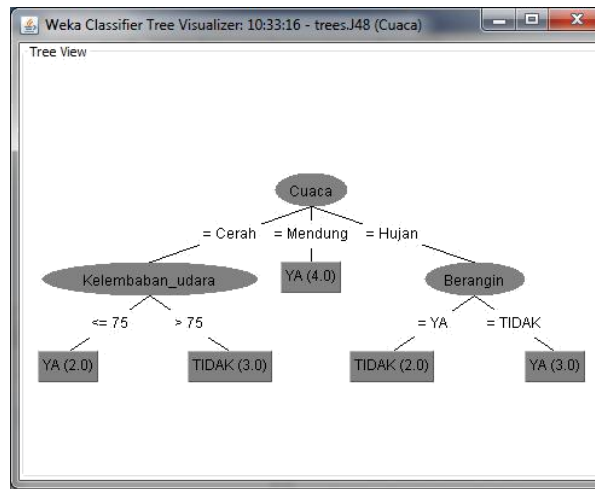 Weka Classifier Tree Visualizer: 10:33:16 - trees.J48 (Cuaca)
Tree View
Cuaca
= Cerah = Mendung = Hujan
Kelembaban_udara YA (4.0) Berangin
<= 75 > 75 = YA = TIDAK
YA (2.0) TIDAK (3.0) TIDAK (2.0) YA (3.0)